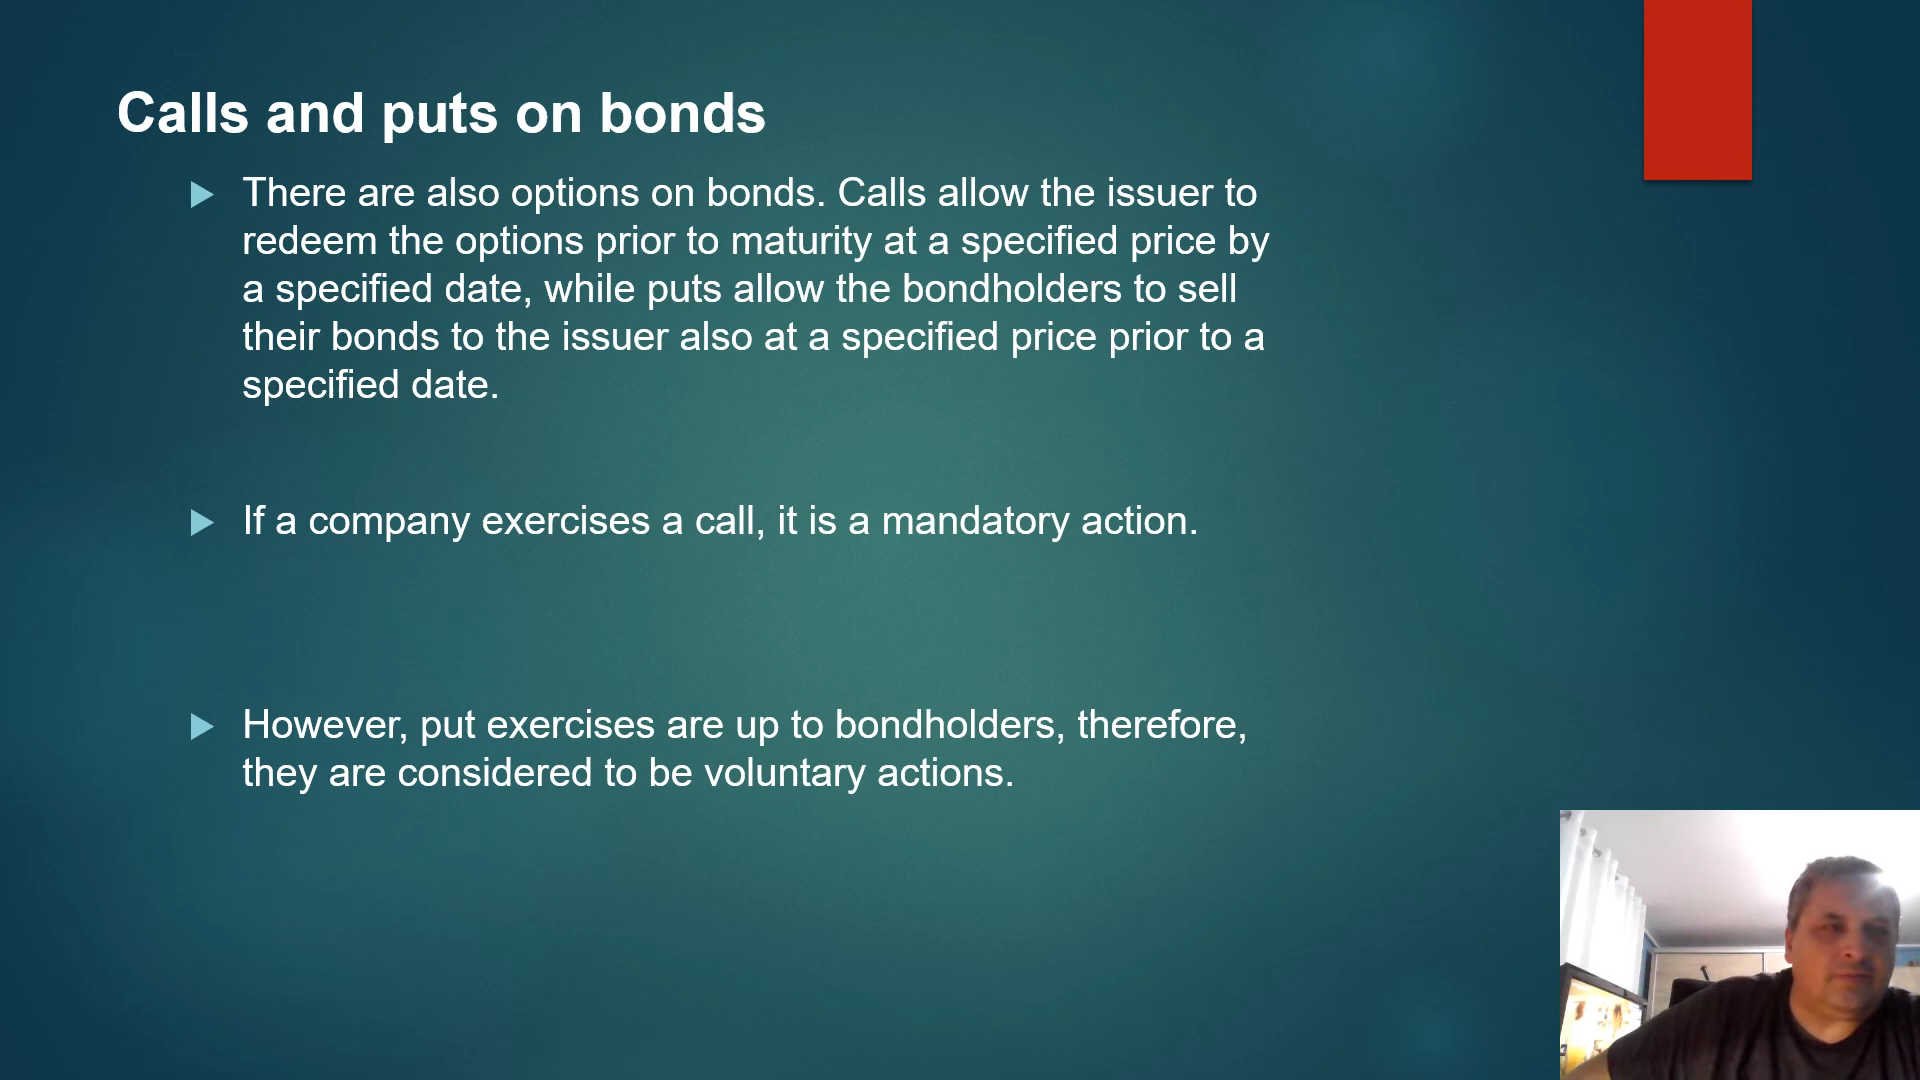 Calls and puts on bonds
There are also options on bonds. Calls allow the issuer to
redeem the options prior to maturity at a specified price by
a specified date, while puts allow the bondholders to sell
their bonds to the issuer also at a specified price prior to a
specified date.
If a company exercises a call, it is a mandatory action.
However, put exercises are up to bondholders, therefore,
they are considered to be voluntary actions.